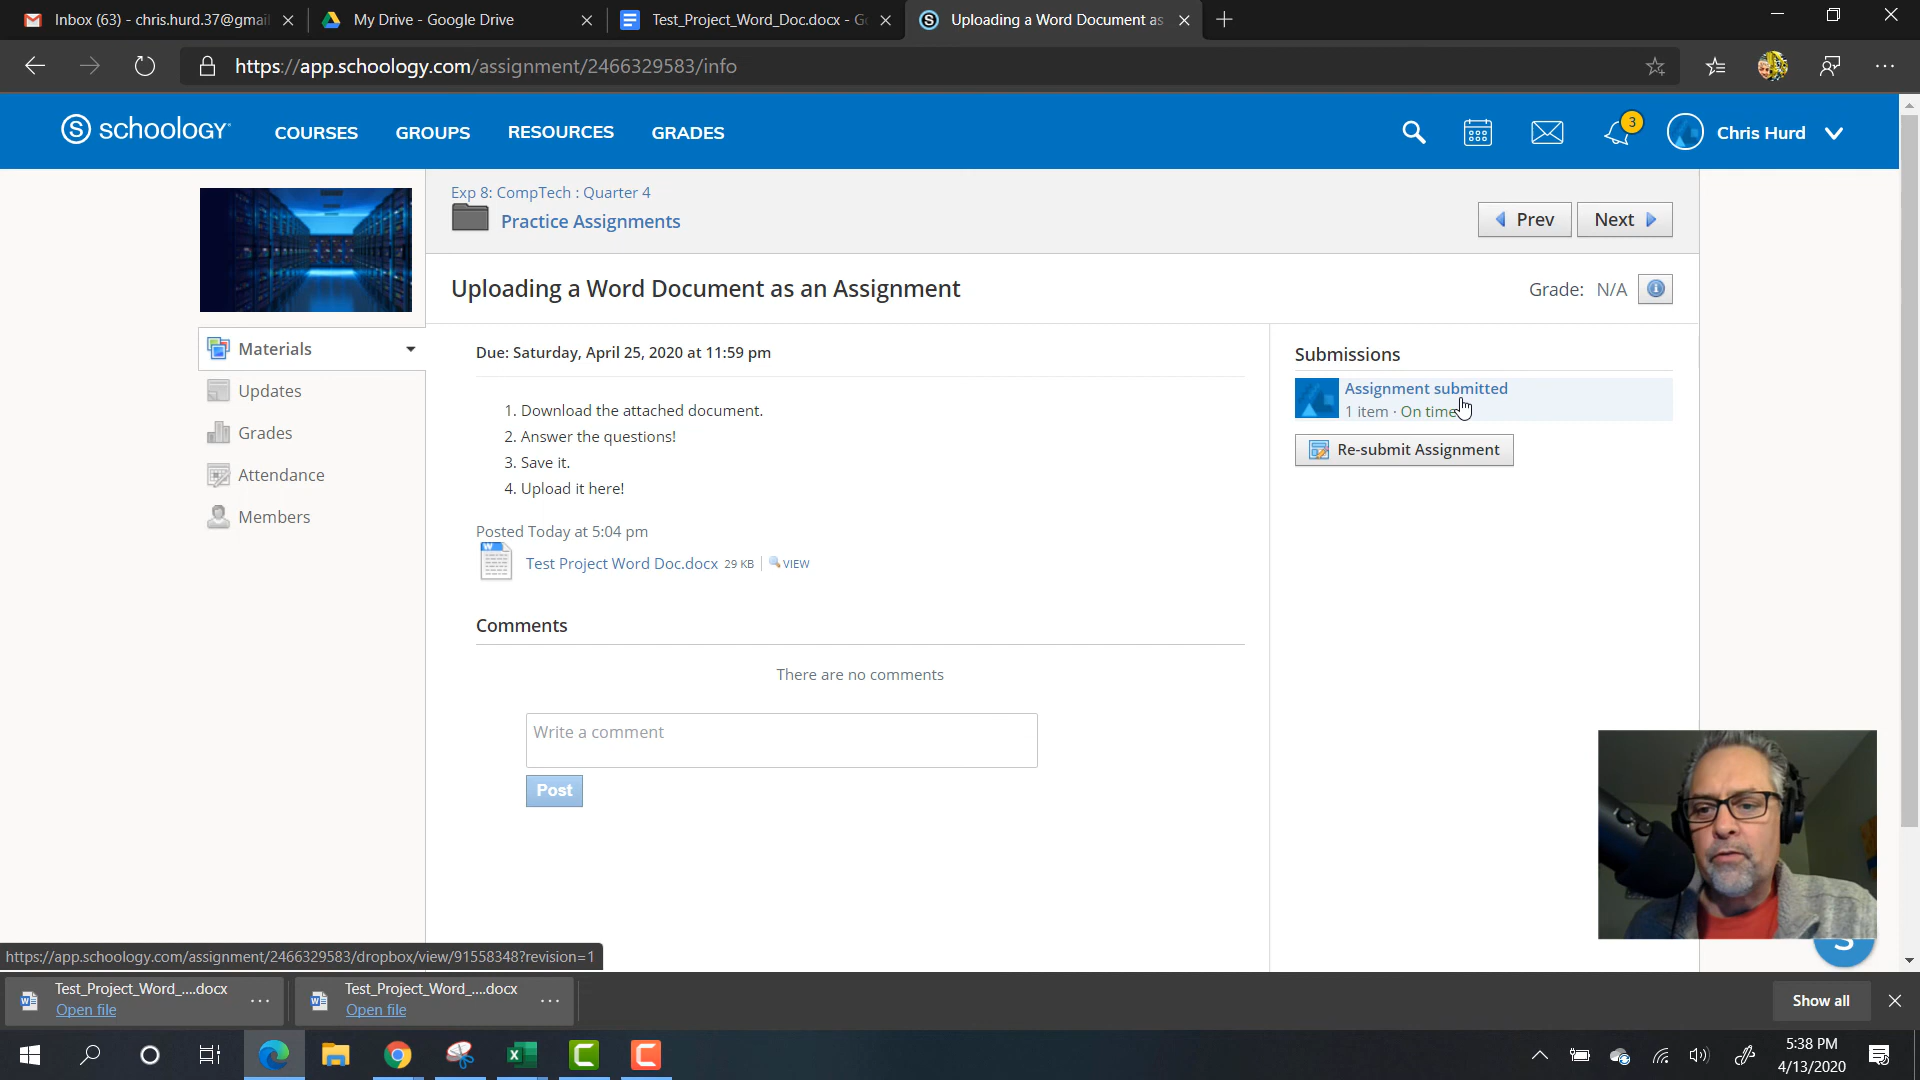 Inbox (63) - chris.hurd.37@gmai
My Drive - Google Drive
Test_Project_Word_Doc.docx - Go
Uploading a Word Document as
https://app.schoology.com/assignment/2466329583/info
S schoology
COURSES
GROUPS
RESOURCES
GRADES
3
Chris Hurd
Exp 8: CompTech : Quarter 4
Practice Assignments
Prev
Next
Uploading a Word Document as an Assignment
Grade: N/A
Materials
Updates
Grades
Attendance
Members
Due: Saturday, April 25, 2020 at 11:59 pm
1. Download the attached document.
2. Answer the questions!
3. Save it.
4. Upload it here!
Posted Today at 5:04 pm
Test Project Word Doc.docx 29 KB VIEW
Comments
There are no comments
Write a comment
Post
Submissions
Assignment submitted
1 item · On time
Re-submit Assignment
https://app.schoology.com/assignment/2466329583/dropbox/view/91558348?revision=1
Test_Project_Word_....docx
Open file
Test_Project_Word_....docx
Open file
Show all
5:38 PM
4/13/2020